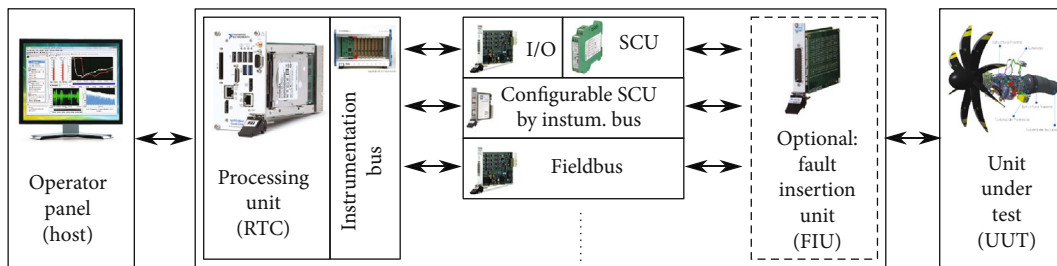 Operator
panel
(host)
Processing
unit
(RTC)
Instrumentation
bus
I/O
SCU
Configurable SCU
by instum. bus
Fieldbus
Optional:
fault
insertion
unit
(FIU)
Unit
under
test
(UUT)